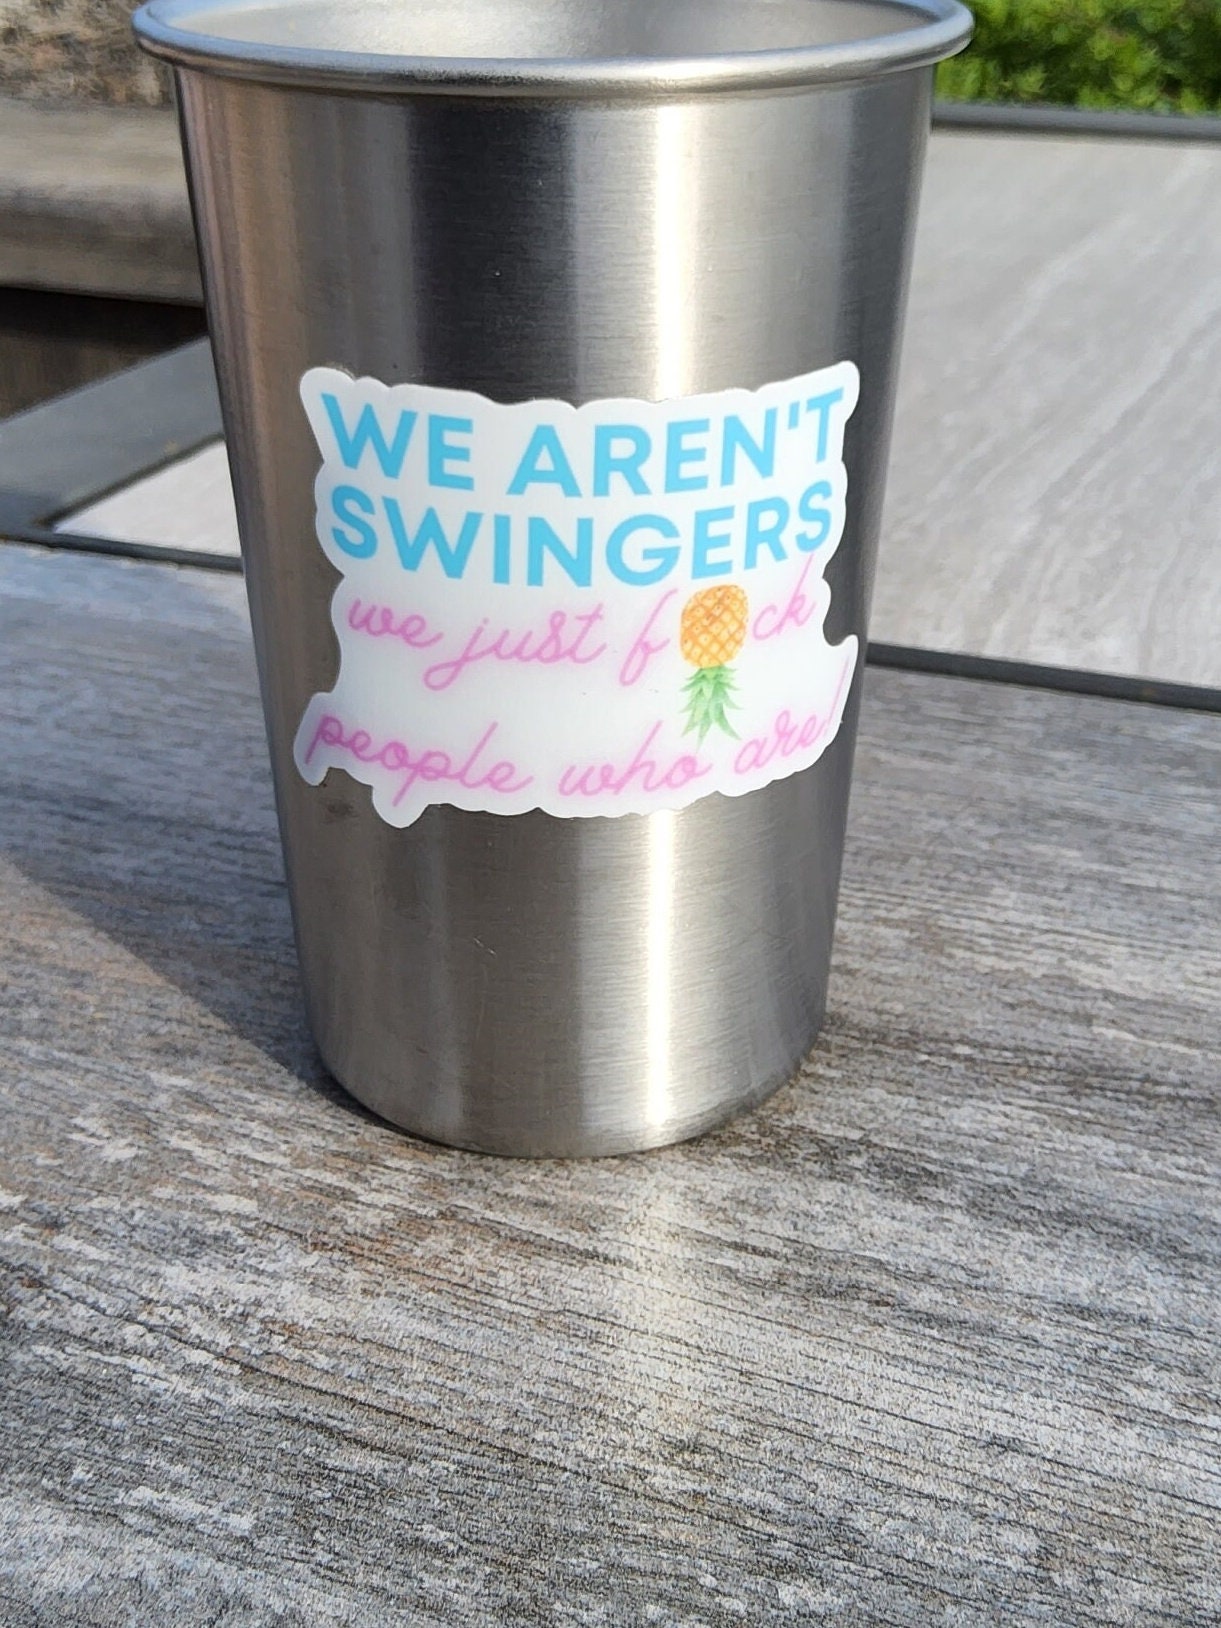 WE AREN'T
SWINGERS
we just f🍍ck
people who are!